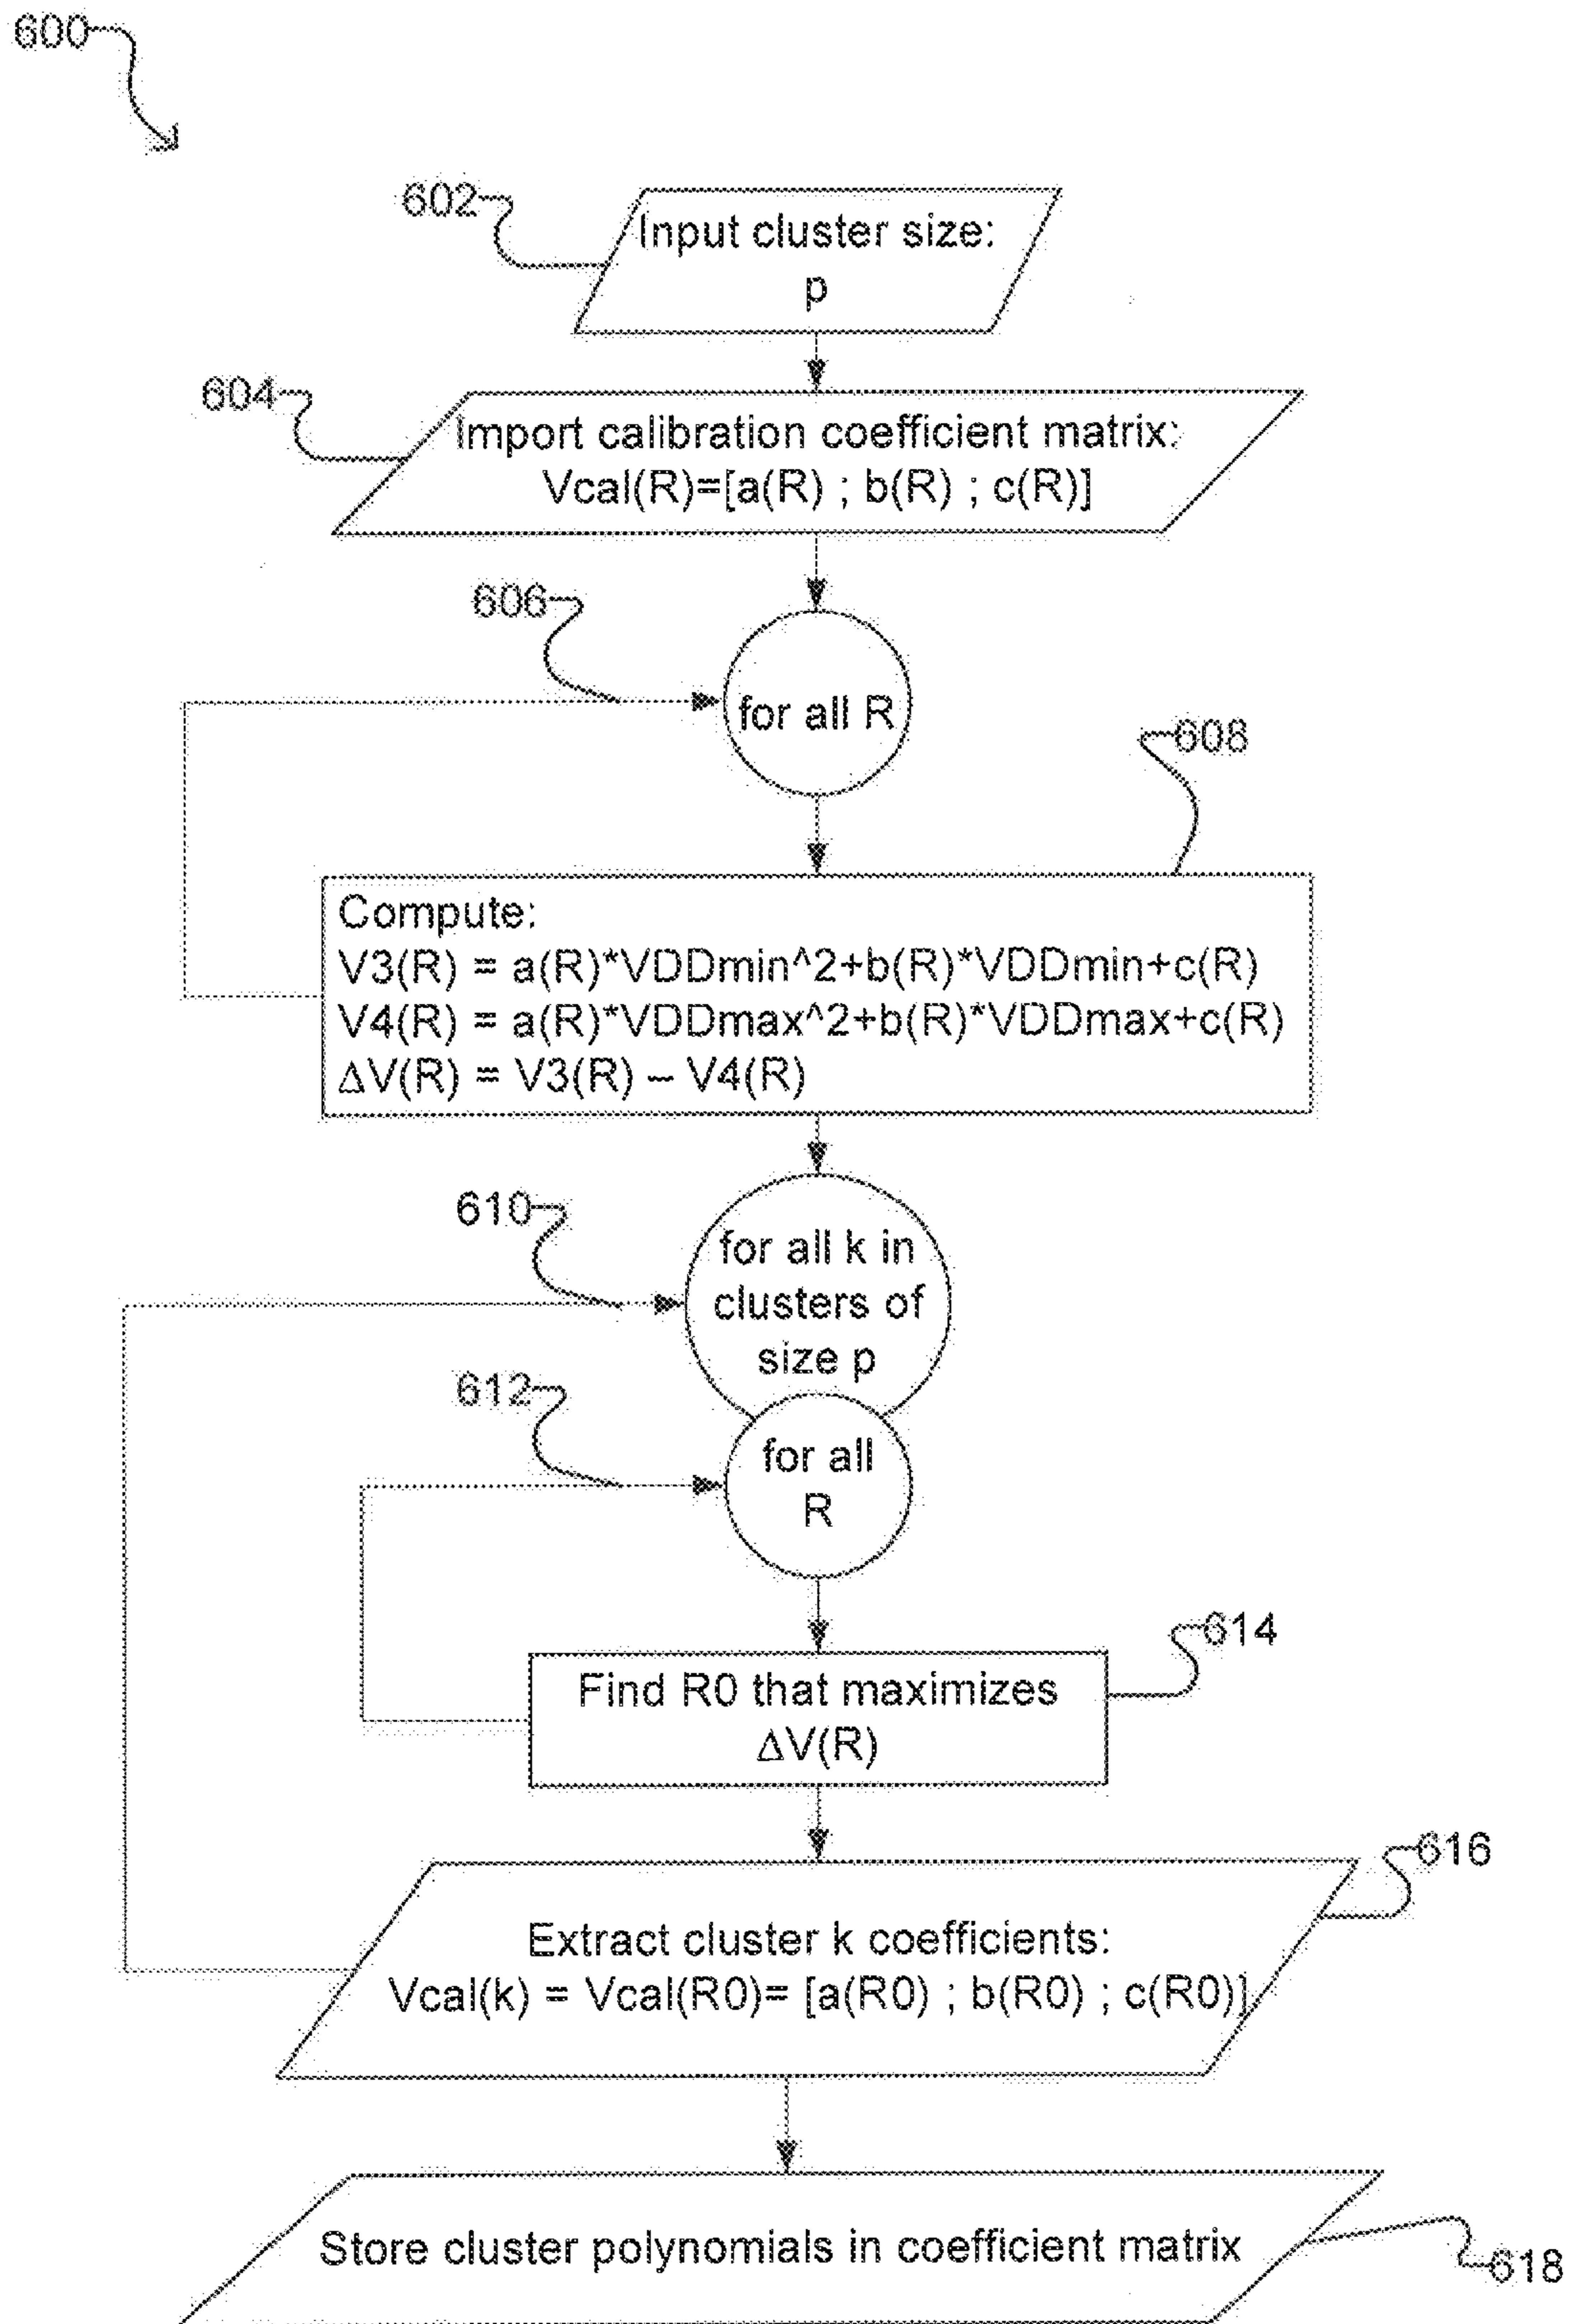 600
602
Input cluster size:
p
604
Import calibration coefficient matrix:
Vcal(R)=[a(R) ; b(R) ; c(R)]
606
for all R
608
Compute:
V3(R) = a(R)*VDDmin^2+b(R)*VDDmin+c(R)
V4(R) = a(R)*VDDmax^2+b(R)*VDDmax+c(R)
ΔV(R) = V3(R) – V4(R)
610
for all k in
clusters of
size p
612
for all
R
614
Find R0 that maximizes
ΔV(R)
616
Extract cluster k coefficients:
Vcal(k) = Vcal(R0)= [a(R0) ; b(R0) ; c(R0)]
Store cluster polynomials in coefficient matrix
618